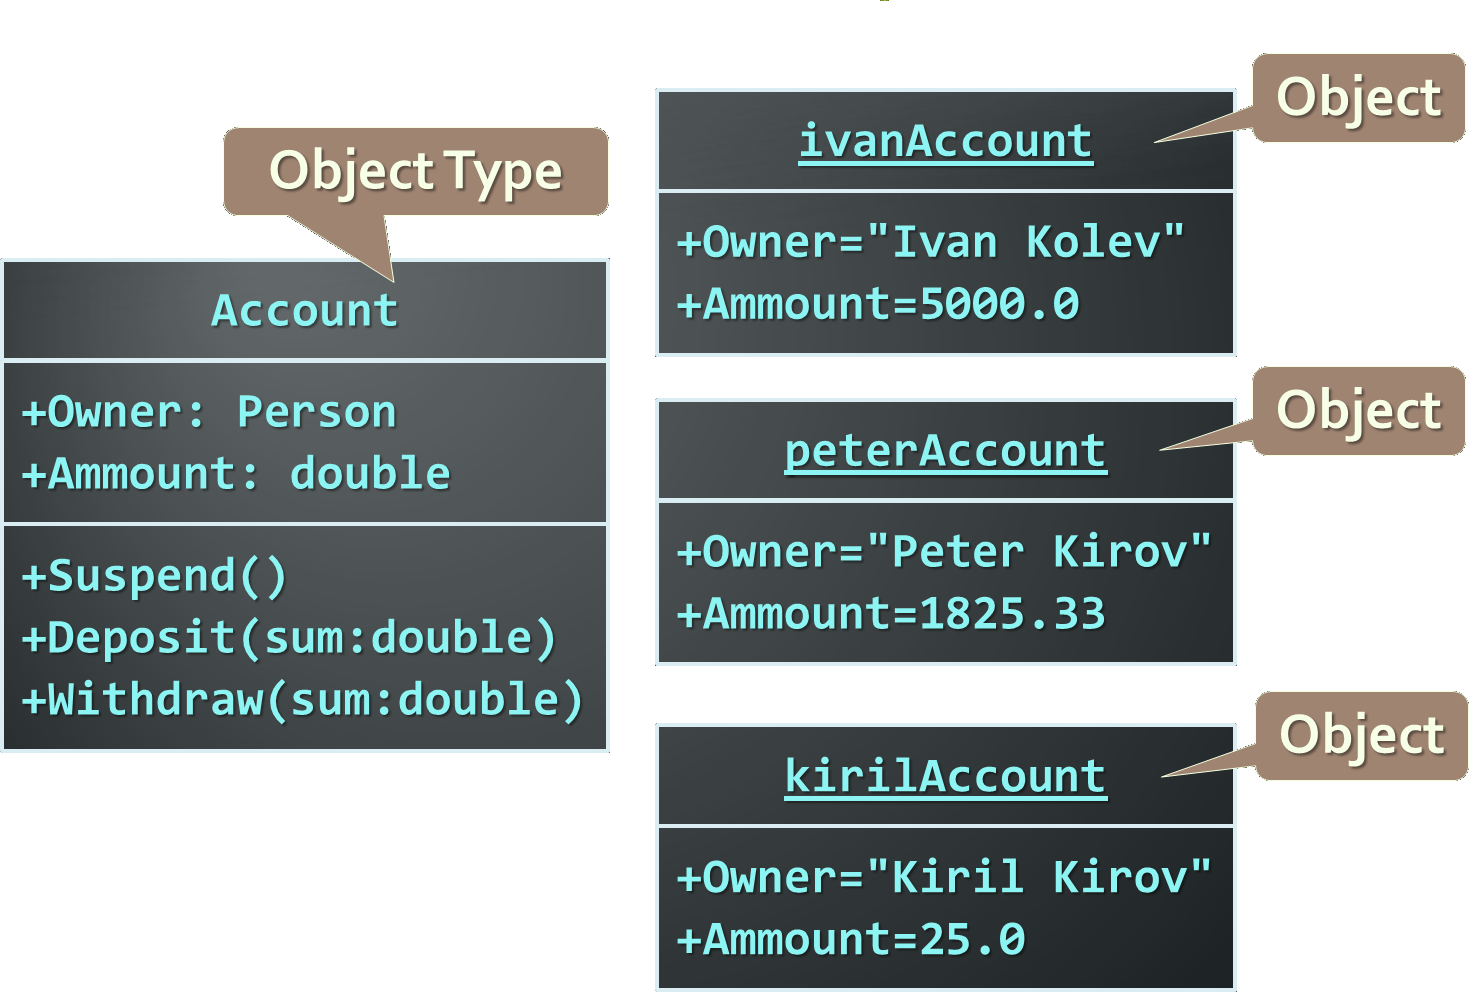 Object Type
Account
+Owner: Person
+Ammount: double
+Suspend()
+Deposit(sum:double)
+Withdraw(sum:double)
Object
ivanAccount
+Owner="Ivan Kolev"
+Ammount=5000.0
Object
peterAccount
+Owner="Peter Kirov"
+Ammount=1825.33
Object
kirilAccount
+Owner="Kiril Kirov"
+Ammount=25.0